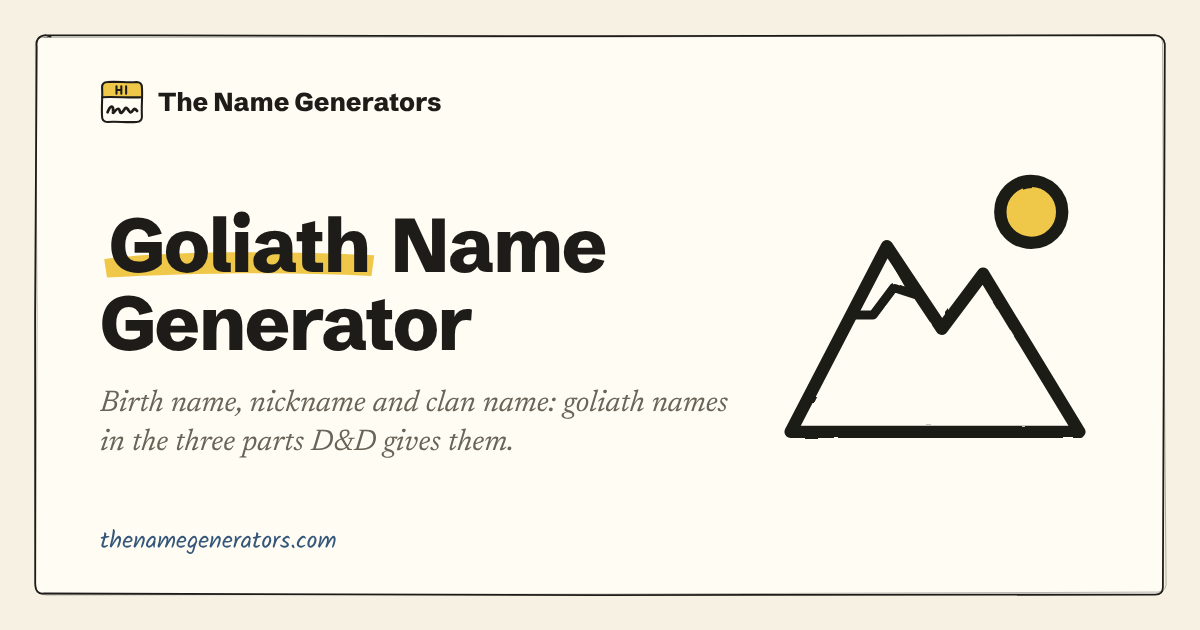 HI
The Name Generators
Goliath Name
Generator
Birth name, nickname and clan name: goliath names
in the three parts D&D gives them.
thenamegenerators.com